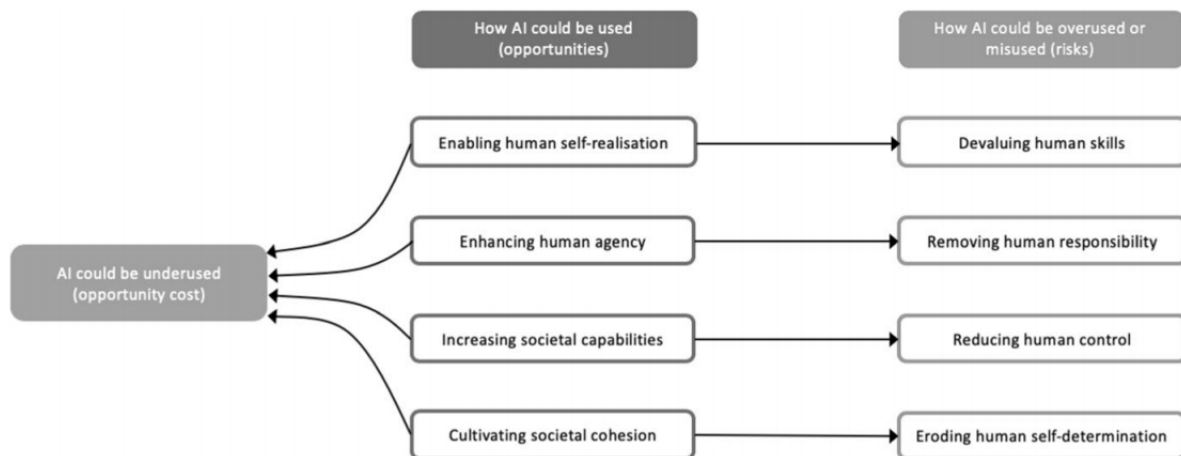 How AI could be used
(opportunities)
How AI could be overused or
misused (risks)
Enabling human self-realisation
Devaluing human skills
Enhancing human agency
Removing human responsibility
AI could be underused
(opportunity cost)
Increasing societal capabilities
Reducing human control
Cultivating societal cohesion
Eroding human self-determination